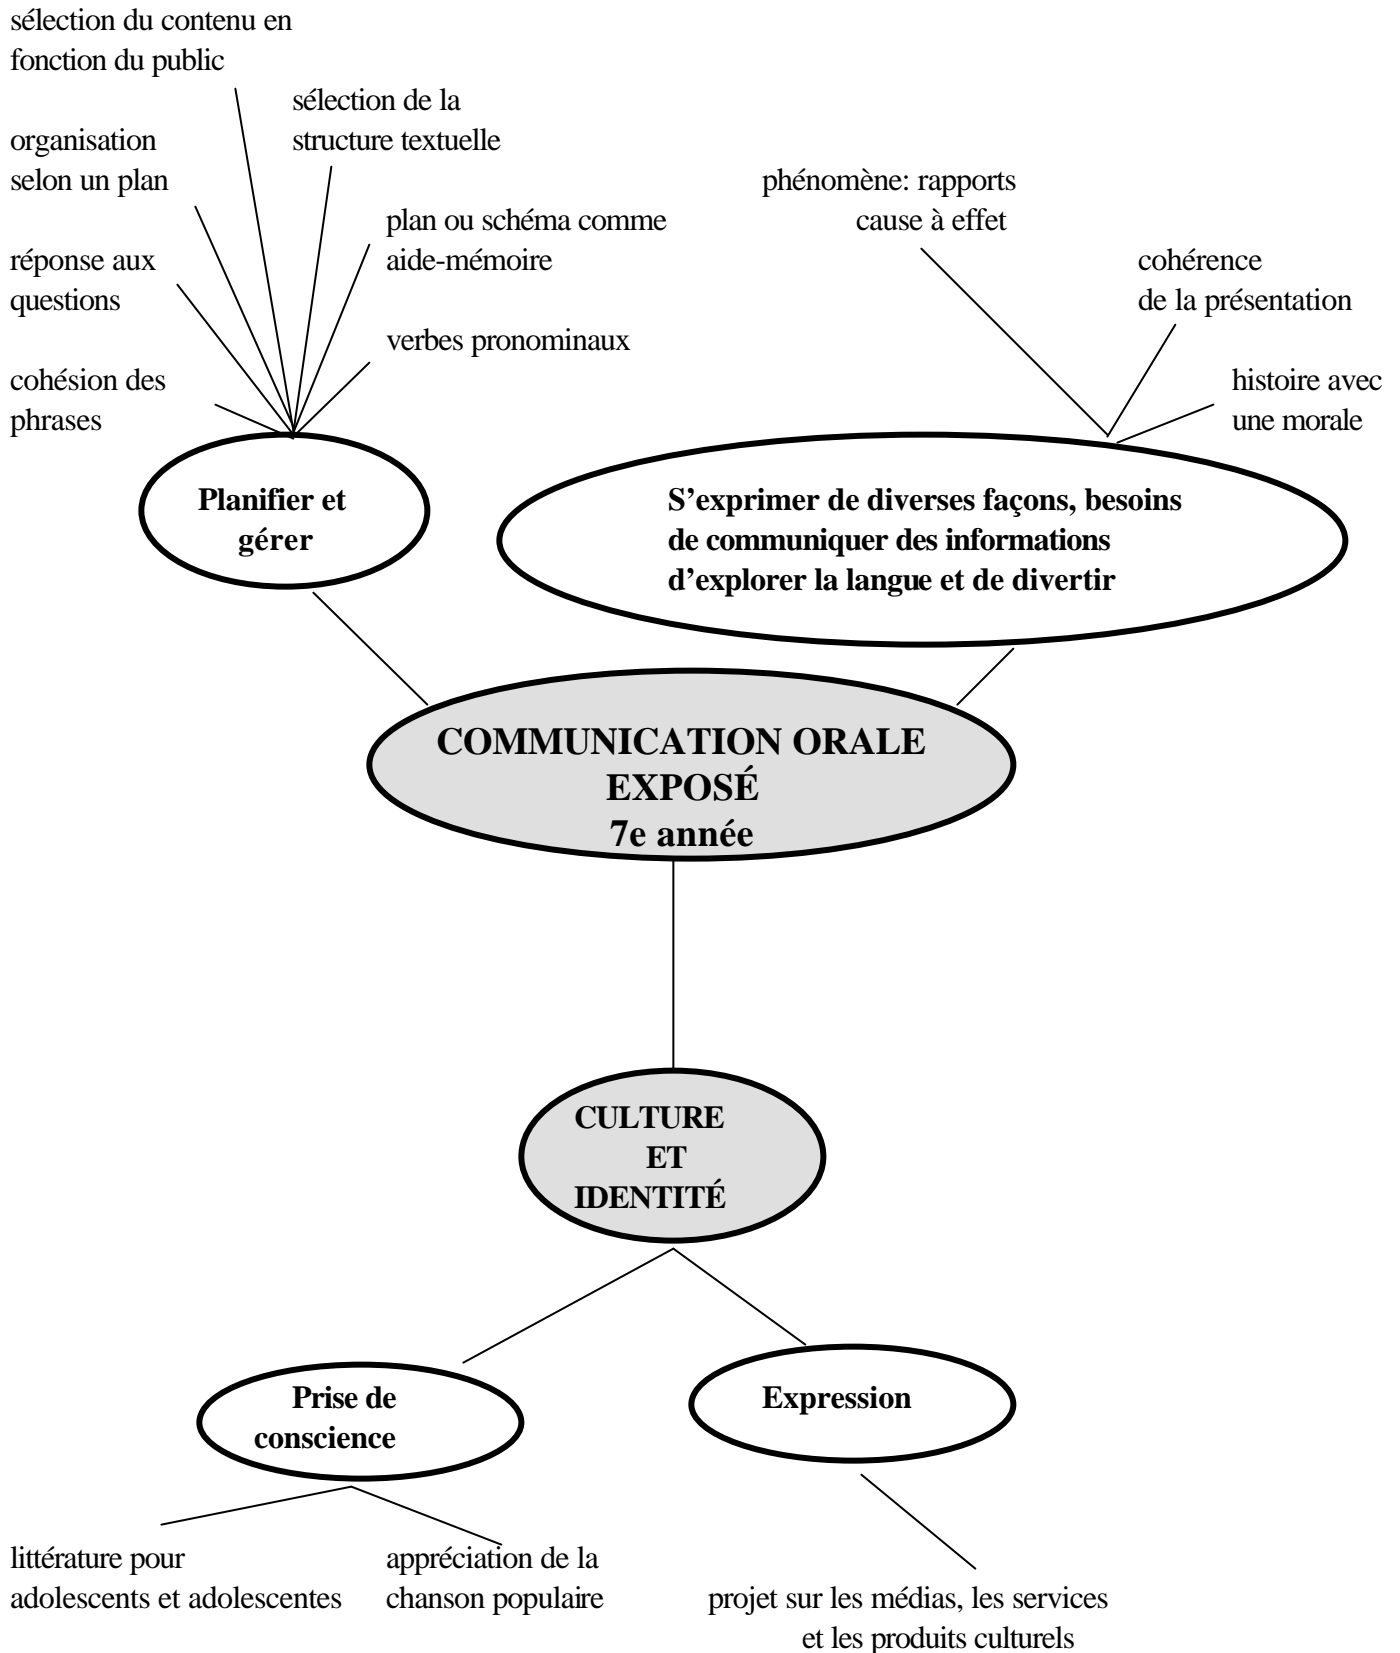 sélection du contenu en
fonction du public
sélection de la
structure textuelle
organisation
selon un plan
plan ou schéma comme
aide-mémoire
réponse aux
questions
verbes pronominaux
cohésion des
phrases
phénomène: rapports
cause à effet
cohérence
de la présentation
histoire avec
une morale
Planifier et
gérer
S’exprimer de diverses façons, besoins
de communiquer des informations
d’explorer la langue et de divertir
COMMUNICATION ORALE
EXPOSÉ
7e année
CULTURE
ET
IDENTITÉ
Prise de
conscience
Expression
littérature pour
adolescents et adolescentes
appréciation de la
chanson populaire
projet sur les médias, les services
et les produits culturels